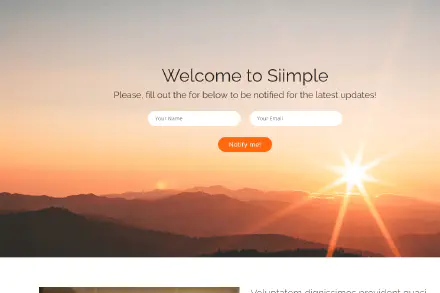 Welcome to Siimple
Please, fill out the for below to be notified for the latest updates!
Your Name
Your Email
Notify me!
Voluptatem dignissimos provident quasi